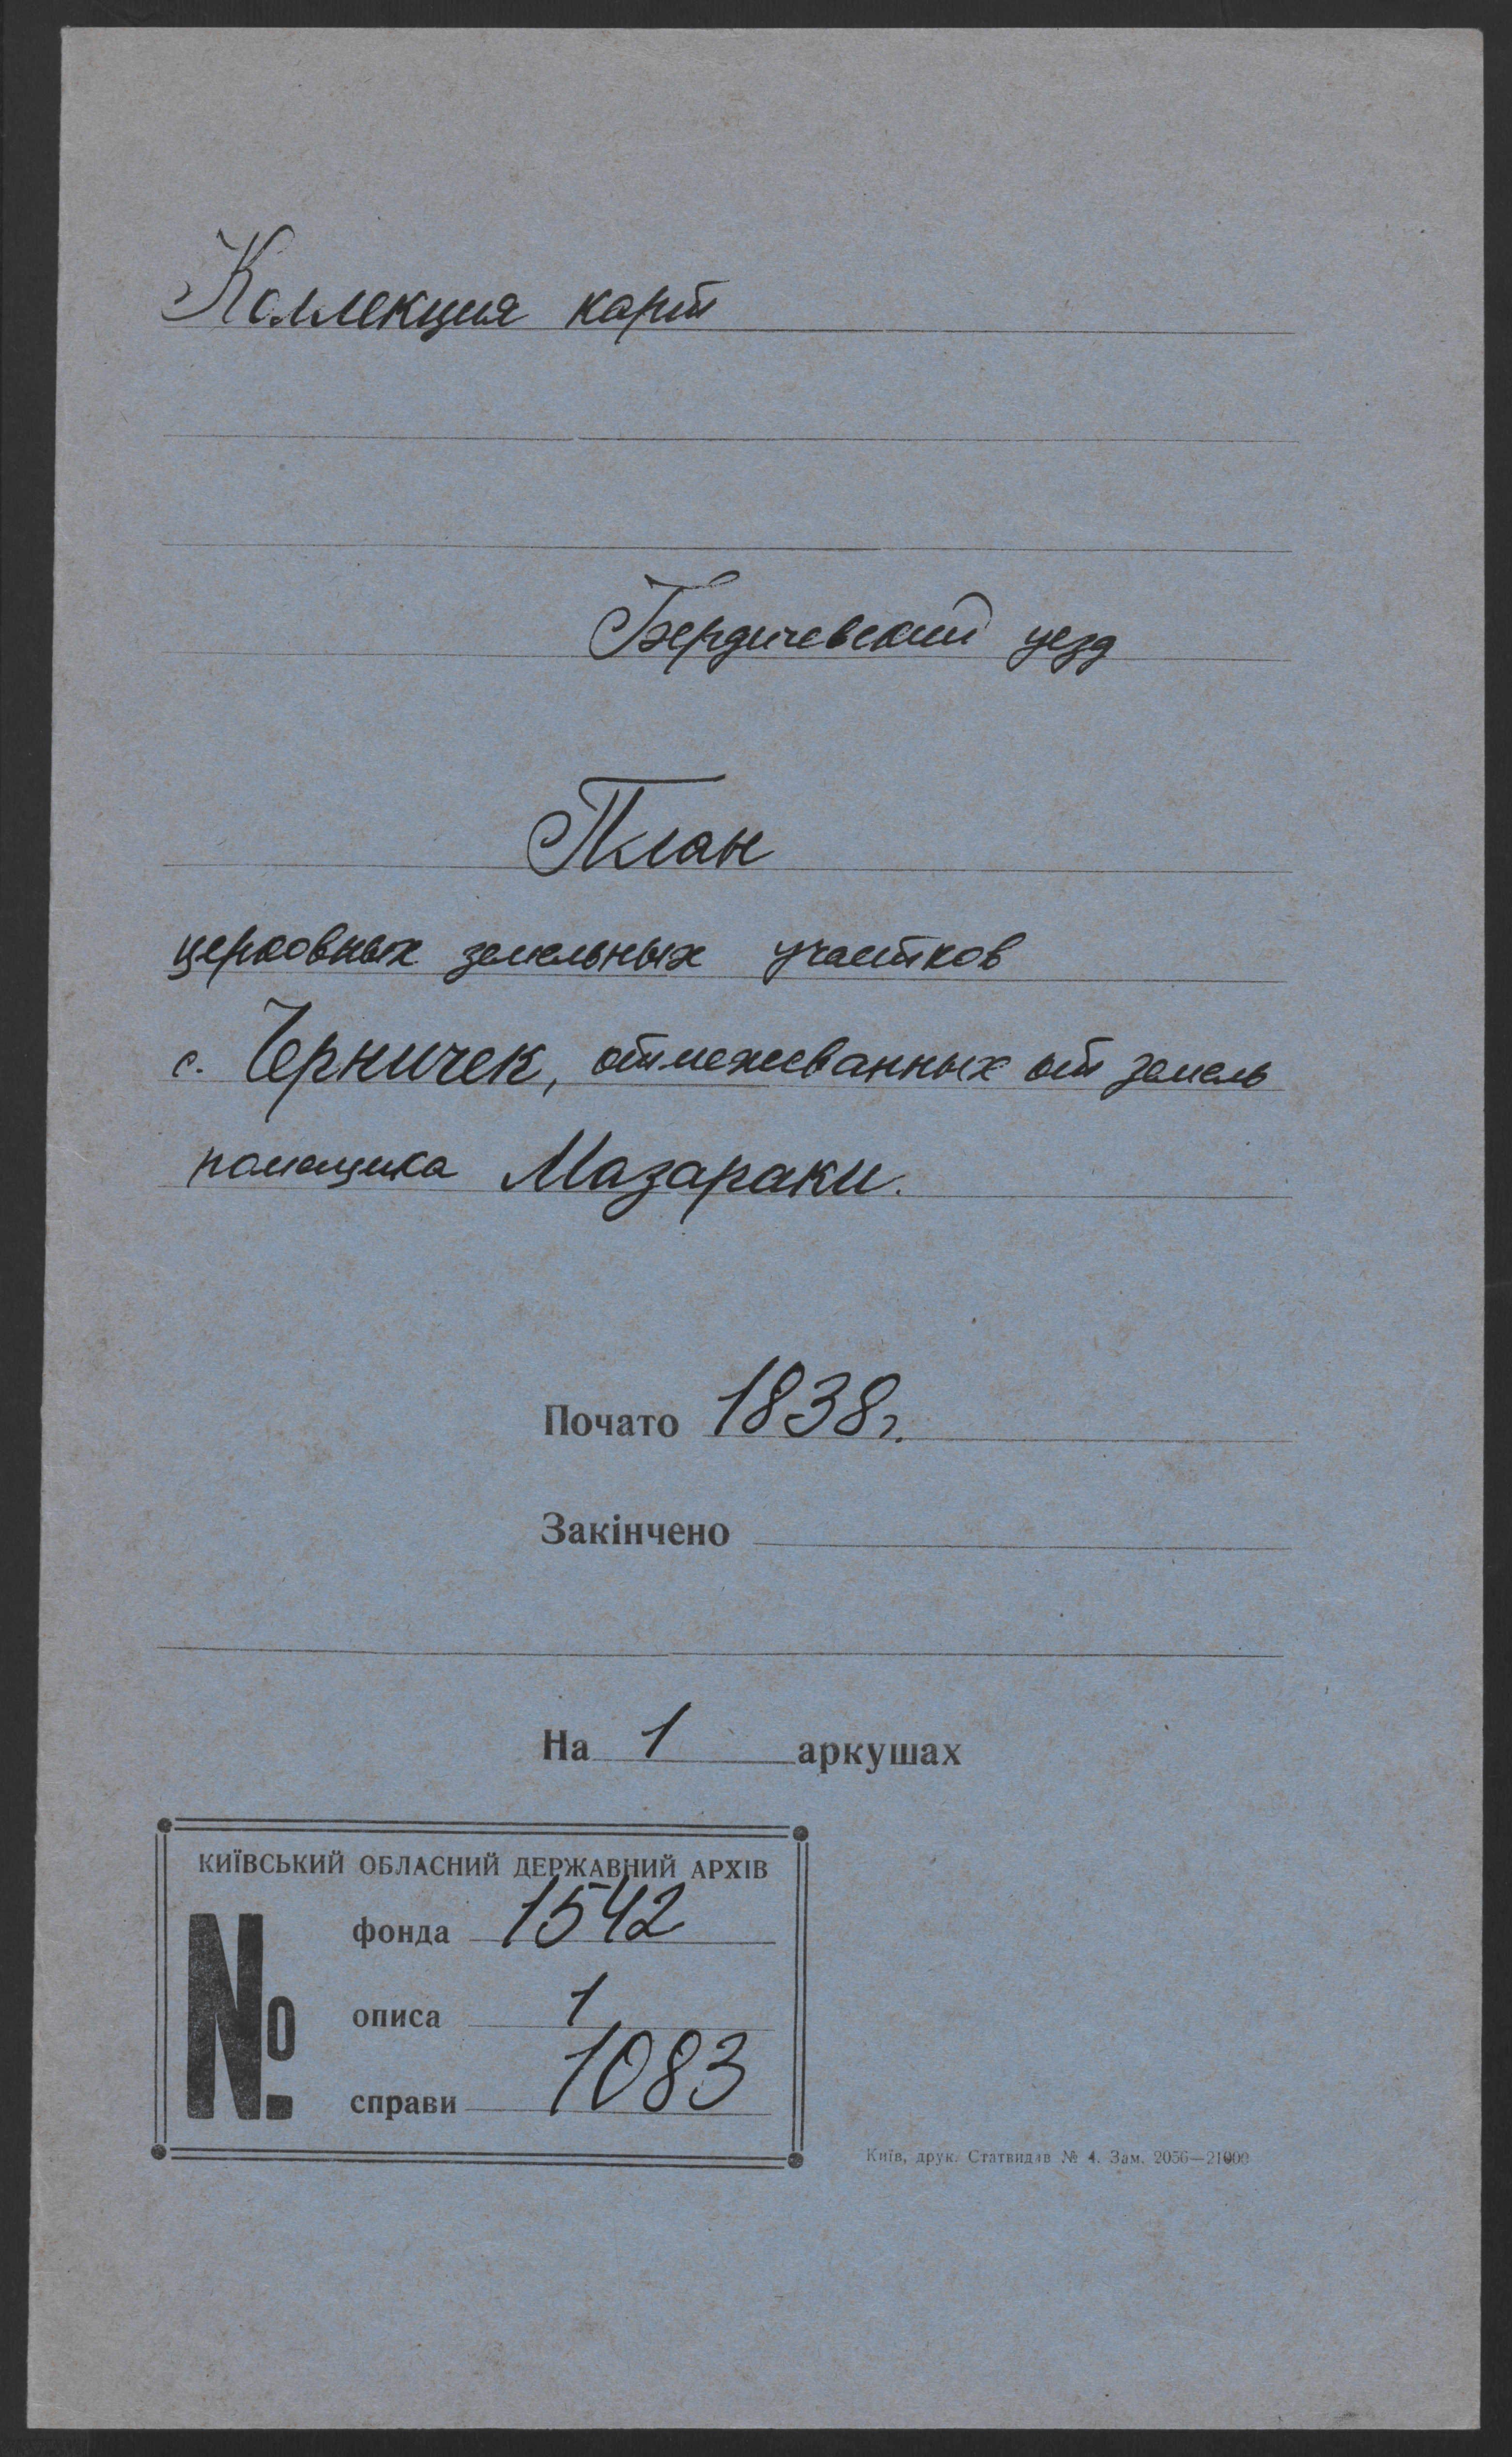 Коллекция карт
Бердичевский уезд
План
церковных земельных участков
с. Черничек, отмежеванных от земель
помещика Мазараки.
Почато 1838 г.
Закінчено
На 1 аркушах
КИЇВСЬКИЙ ОБЛАСНИЙ ДЕРЖАВНИЙ АРХІВ
№
фонда 1542
описа 1
справи 1083
Київ, друк. Статвидав № 4. Зам. 2056—21000